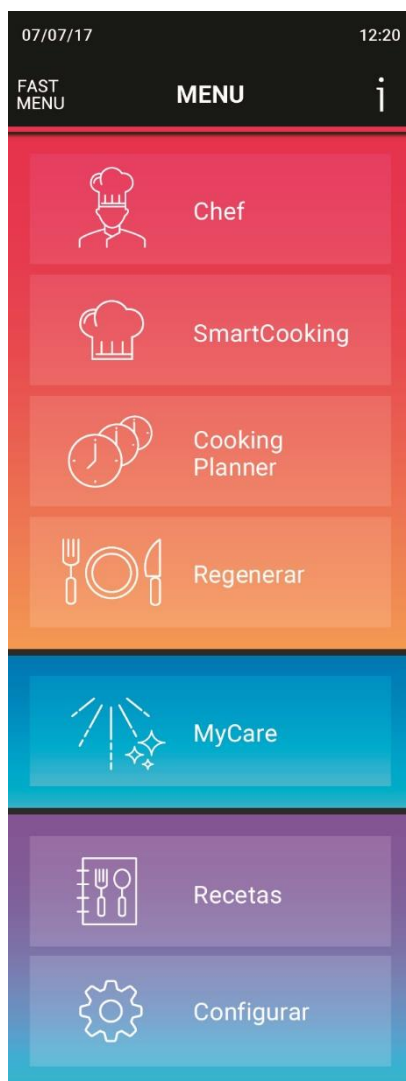 07/07/17 12:20
FAST
MENU
MENU
i
Chef
SmartCooking
Cooking
Planner
Regenerar
MyCare
Recetas
Configurar